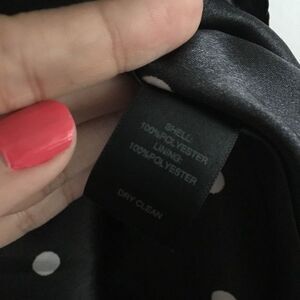 SHELL:
100%POLYESTER
LINING:
100%POLYESTER
DRY CLEAN